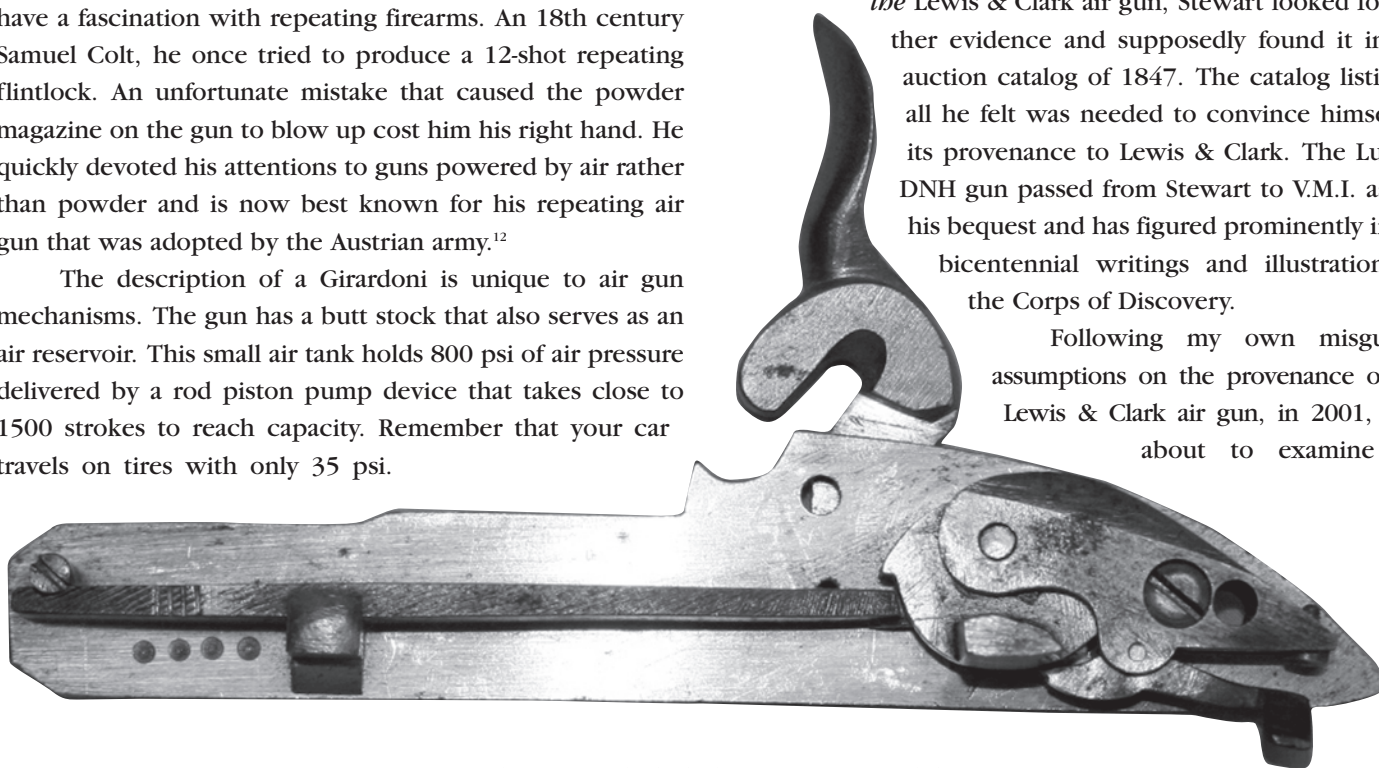 have a fascination with repeating firearms. An 18th century
Samuel Colt, he once tried to produce a 12-shot repeating
flintlock. An unfortunate mistake that caused the powder
magazine on the gun to blow up cost him his right hand. He
quickly devoted his attentions to guns powered by air rather
than powder and is now best known for his repeating air
gun that was adopted by the Austrian army.¹²
The description of a Girardoni is unique to air gun
mechanisms. The gun has a butt stock that also serves as an
air reservoir. This small air tank holds 800 psi of air pressure
delivered by a rod piston pump device that takes close to
1500 strokes to reach capacity. Remember that your car
travels on tires with only 35 psi.
the Lewis & Clark air gun, Stewart looked
ther evidence and supposedly found it
auction catalog of 1847. The catalog
all he felt was needed to convince
its provenance to Lewis & Clark. The
DNH gun passed from Stewart to V.M.I.
his bequest and has figured prominently
bicentennial writings and
the Corps of Discovery.
Following my own
assumptions on the provenance
Lewis & Clark air gun, in 2001,
about to examine